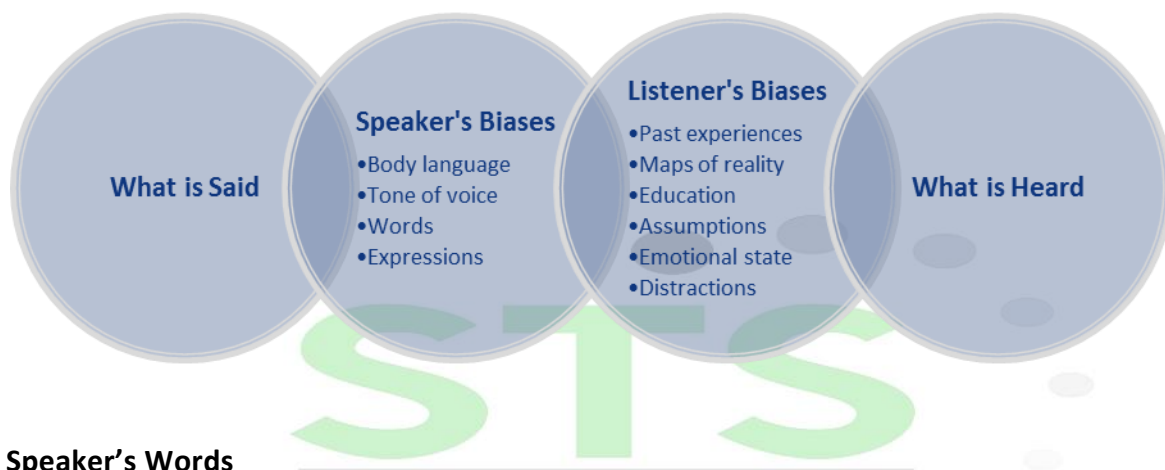 What is Said
Speaker's Biases
•Body language
•Tone of voice
•Words
•Expressions
Listener's Biases
•Past experiences
•Maps of reality
•Education
•Assumptions
•Emotional state
•Distractions
What is Heard
STS
Speaker’s Words